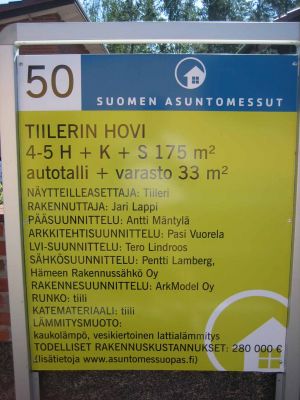 50
SUOMEN ASUNTOMESSUT
TIILERIN HOVI
4-5 H + K + S 175 m²
autotalli + varasto 33 m²
NÄYTTEILLEASETTAJA: Tiileri
RAKENNUTTAJA: Jari Lappi
PÄÄSUUNNITTELU: Antti Mäntylä
ARKKITEHTISUUNNITTELU: Pasi Vuorela
LVI-SUUNNITTELU: Tero Lindroos
SÄHKÖSUUNNITTELU: Pentti Lamberg,
Hämeen Rakennussähkö Oy
RAKENNESUUNNITTELU: ArkModel Oy
RUNKO: tiili
KATEMATERIAALI: tiili
LÄMMITYSMUOTO:
kaukolämpö, vesikiertoinen lattialämmitys
TODELLISET RAKENNUSKUSTANNUKSET: 280 000 €
(lisätietoja www.asuntomessuopas.fi)